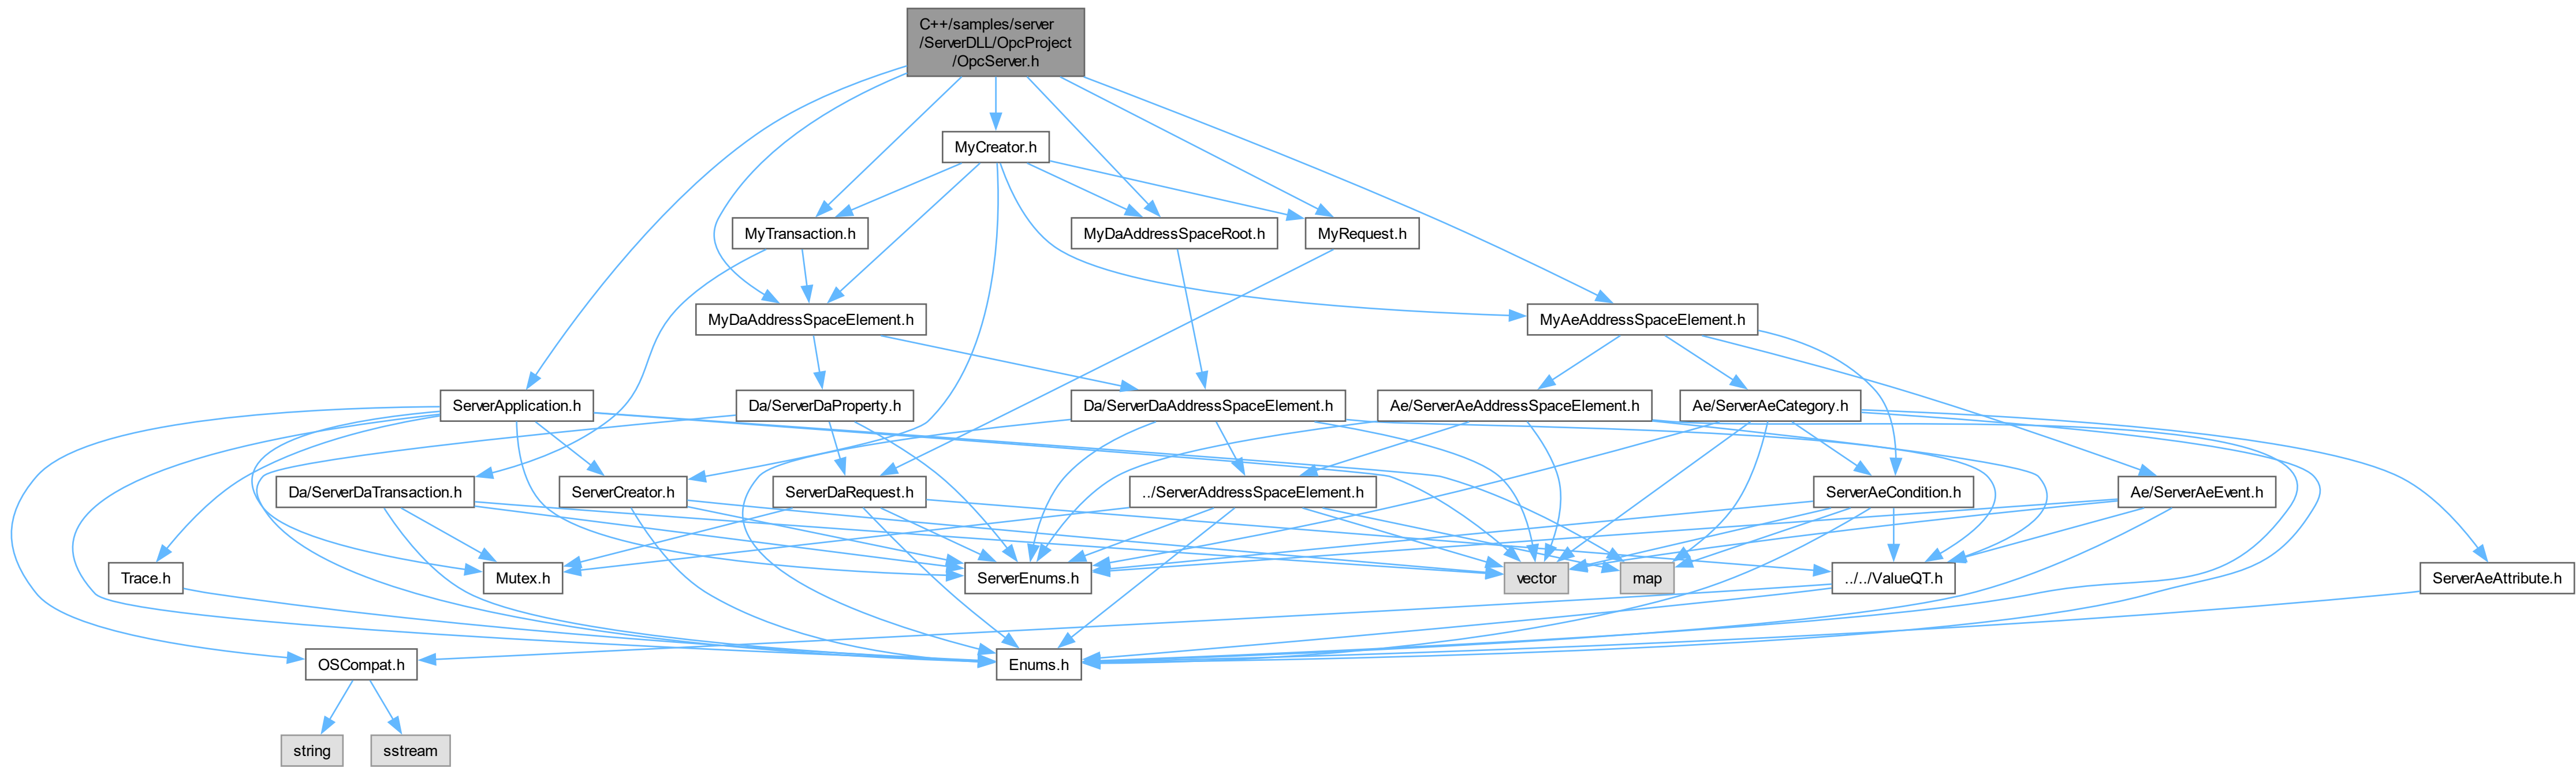 C++/samples/server
/ServerDLL/OpcProject
/OpcServer.h
MyCreator.h
MyTransaction.h
MyDaAddressSpaceRoot.h
MyRequest.h
MyDaAddressSpaceElement.h
MyAeAddressSpaceElement.h
ServerApplication.h
Da/ServerDaProperty.h
Da/ServerDaAddressSpaceElement.h
Ae/ServerAeAddressSpaceElement.h
Ae/ServerAeCategory.h
Da/ServerDaTransaction.h
ServerCreator.h
ServerDaRequest.h
../ServerAddressSpaceElement.h
ServerAeCondition.h
Ae/ServerAeEvent.h
Trace.h
Mutex.h
ServerEnums.h
vector
map
../../ValueQT.h
ServerAeAttribute.h
OSCompat.h
Enums.h
string
sstream